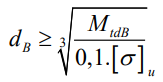 d_B ≥ ∛(M_tdB / 0,1.[σ]_u)